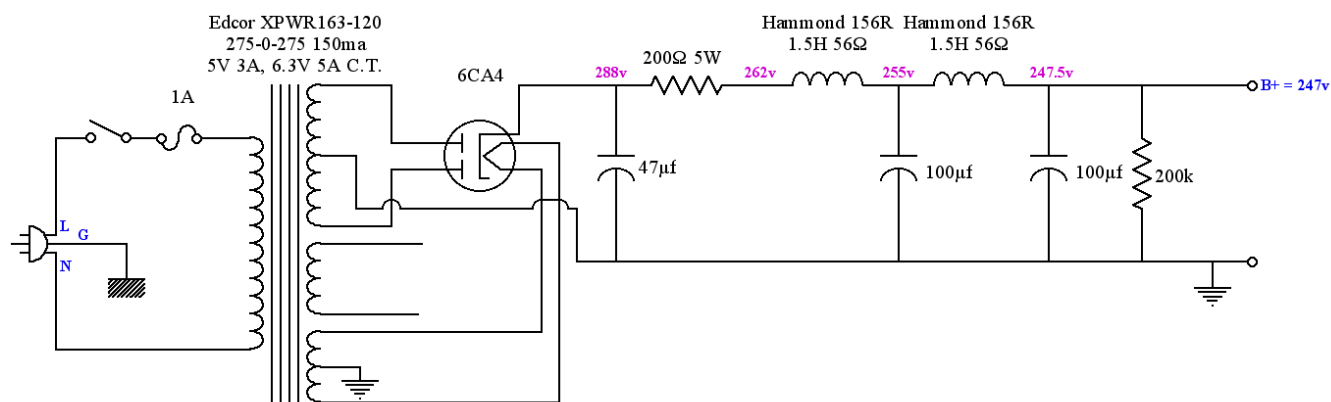 Edcor XPWR163-120
275-0-275 150ma
5V 3A, 6.3V 5A C.T.
Hammond 156R
1.5H 56Ω
Hammond 156R
1.5H 56Ω
1A
6CA4
288v
200Ω 5W
262v
255v
247.5v
B+ = 247v
47µf
100µf
100µf
200k
L
G
N